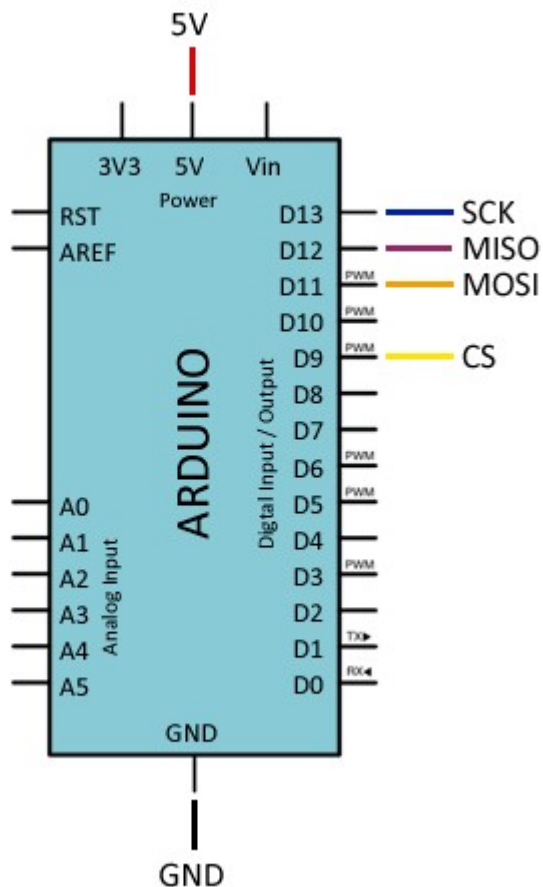 5V
3V3 5V Vin
Power
RST
AREF
D13 SCK
D12 MISO
PWM
D11 MOSI
PWM
D10
PWM
D9 CS
D8
D7
PWM
D6
PWM
D5
D4
PWM
D3
D2
TX▶
D1
RX◀
D0
ARDUINO
Digtal Input / Output
A0
A1
A2
A3
A4
A5
Analog Input
GND
GND